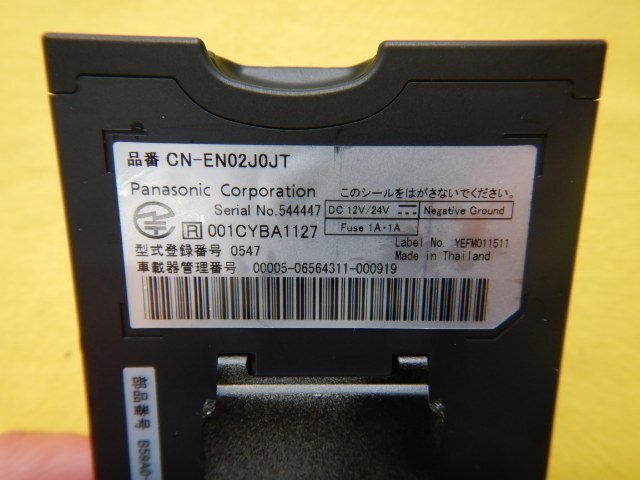 品番 CN-EN02J0JT
Panasonic Corporation
このシールをはがさないでください。
Serial No.544447
DC 12V/24V
Negative Ground
R 001CYBA1127
Fuse 1A・1A
型式登録番号 0547
Label No. YEFM011511
Made in Thailand
車載器管理番号 00005-06564311-000919
部品番号 B59A0-